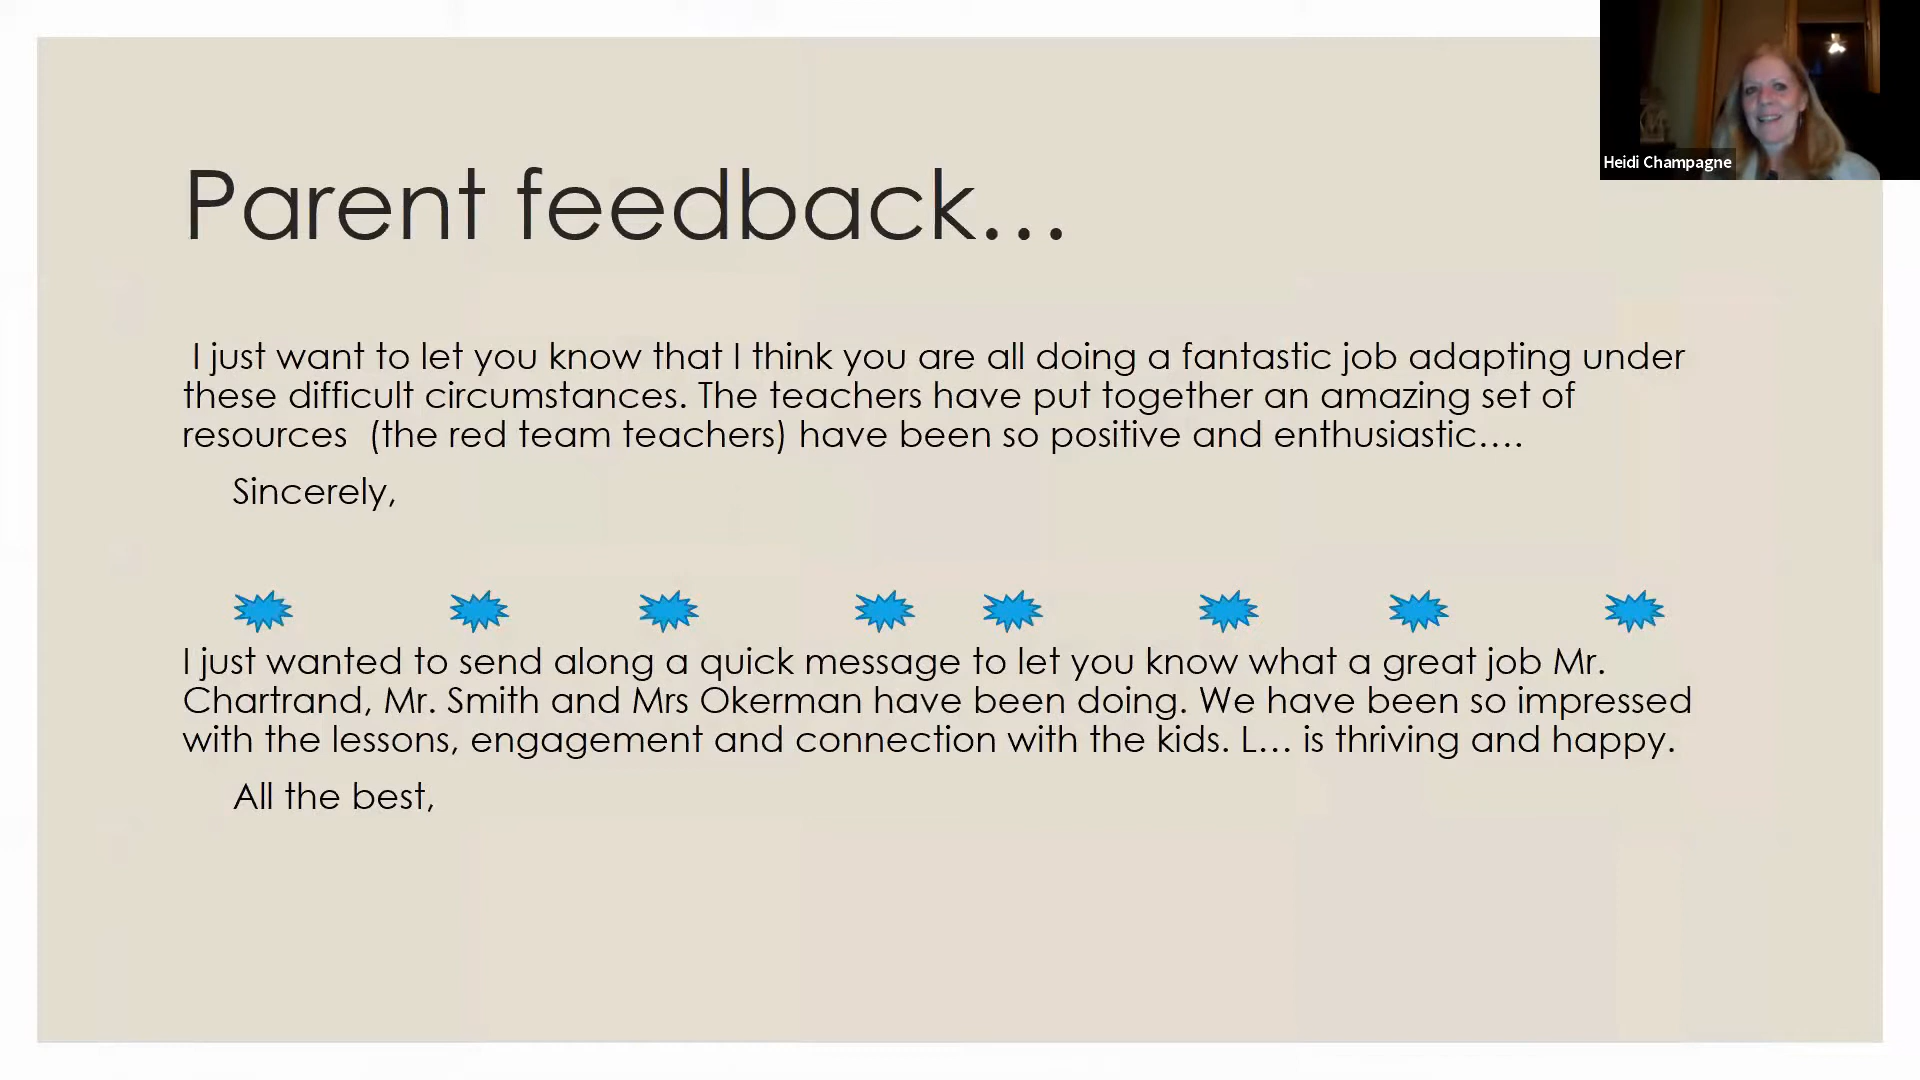 Heidi Champagne
Parent feedback...
I just want to let you know that I think you are all doing a fantastic job adapting under
these difficult circumstances. The teachers have put together an amazing set of
resources  (the red team teachers) have been so positive and enthusiastic....
Sincerely,
I just wanted to send along a quick message to let you know what a great job Mr.
Chartrand, Mr. Smith and Mrs Okerman have been doing. We have been so impressed
with the lessons, engagement and connection with the kids. L... is thriving and happy.
All the best,